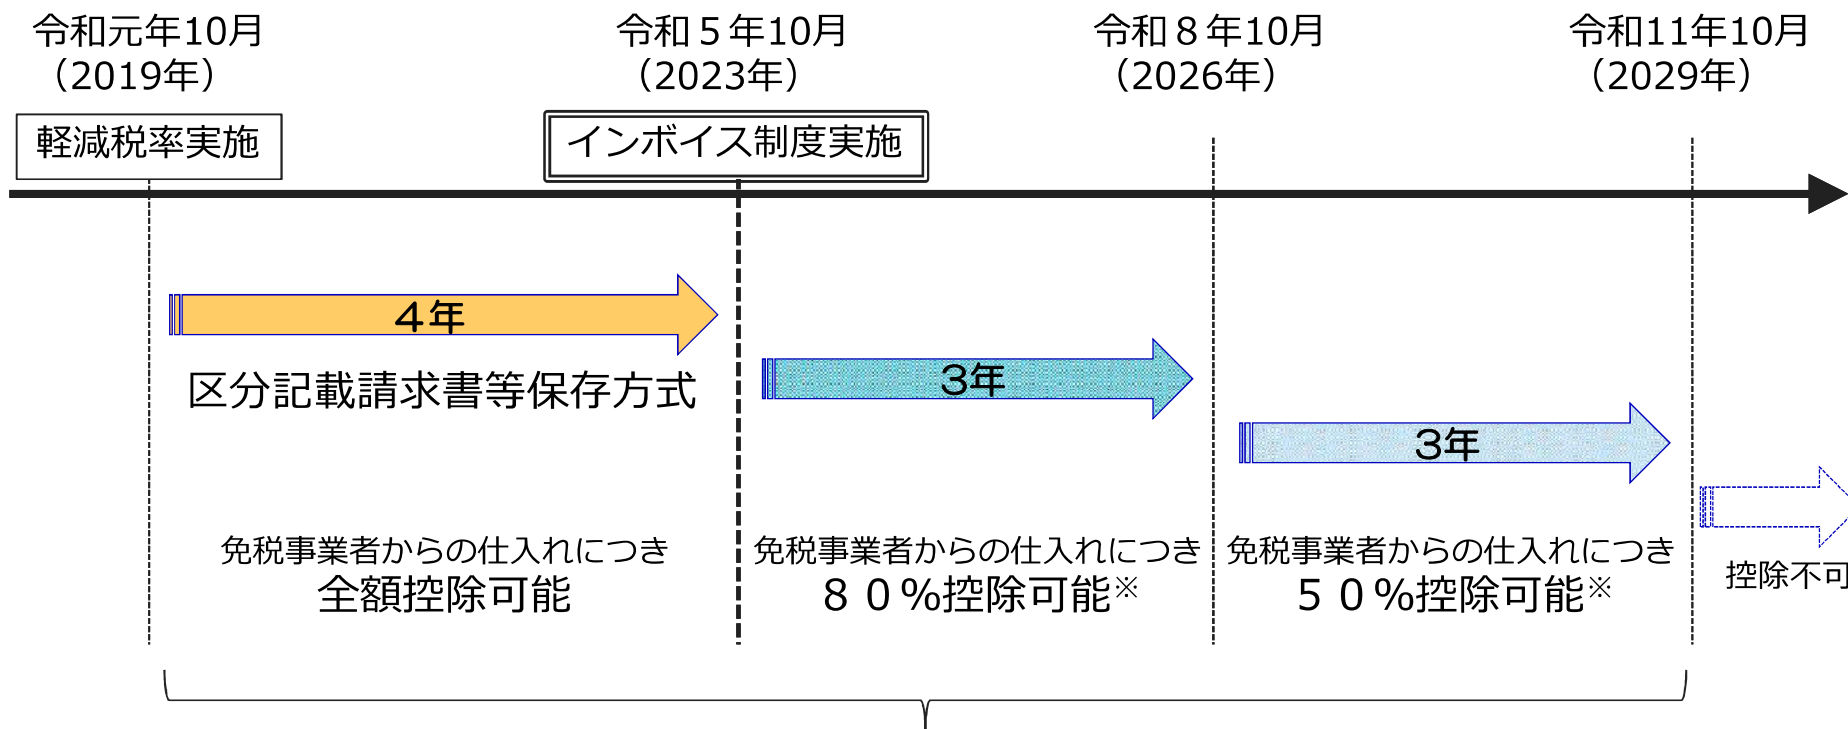 令和元年10月
（2019年）
令和５年10月
（2023年）
令和８年10月
（2026年）
令和11年10月
（2029年）
軽減税率実施
インボイス制度実施
４年
区分記載請求書等保存方式
３年
３年
免税事業者からの仕入れにつき
全額控除可能
免税事業者からの仕入れにつき
８０％控除可能※
免税事業者からの仕入れにつき
５０％控除可能※
控除不可